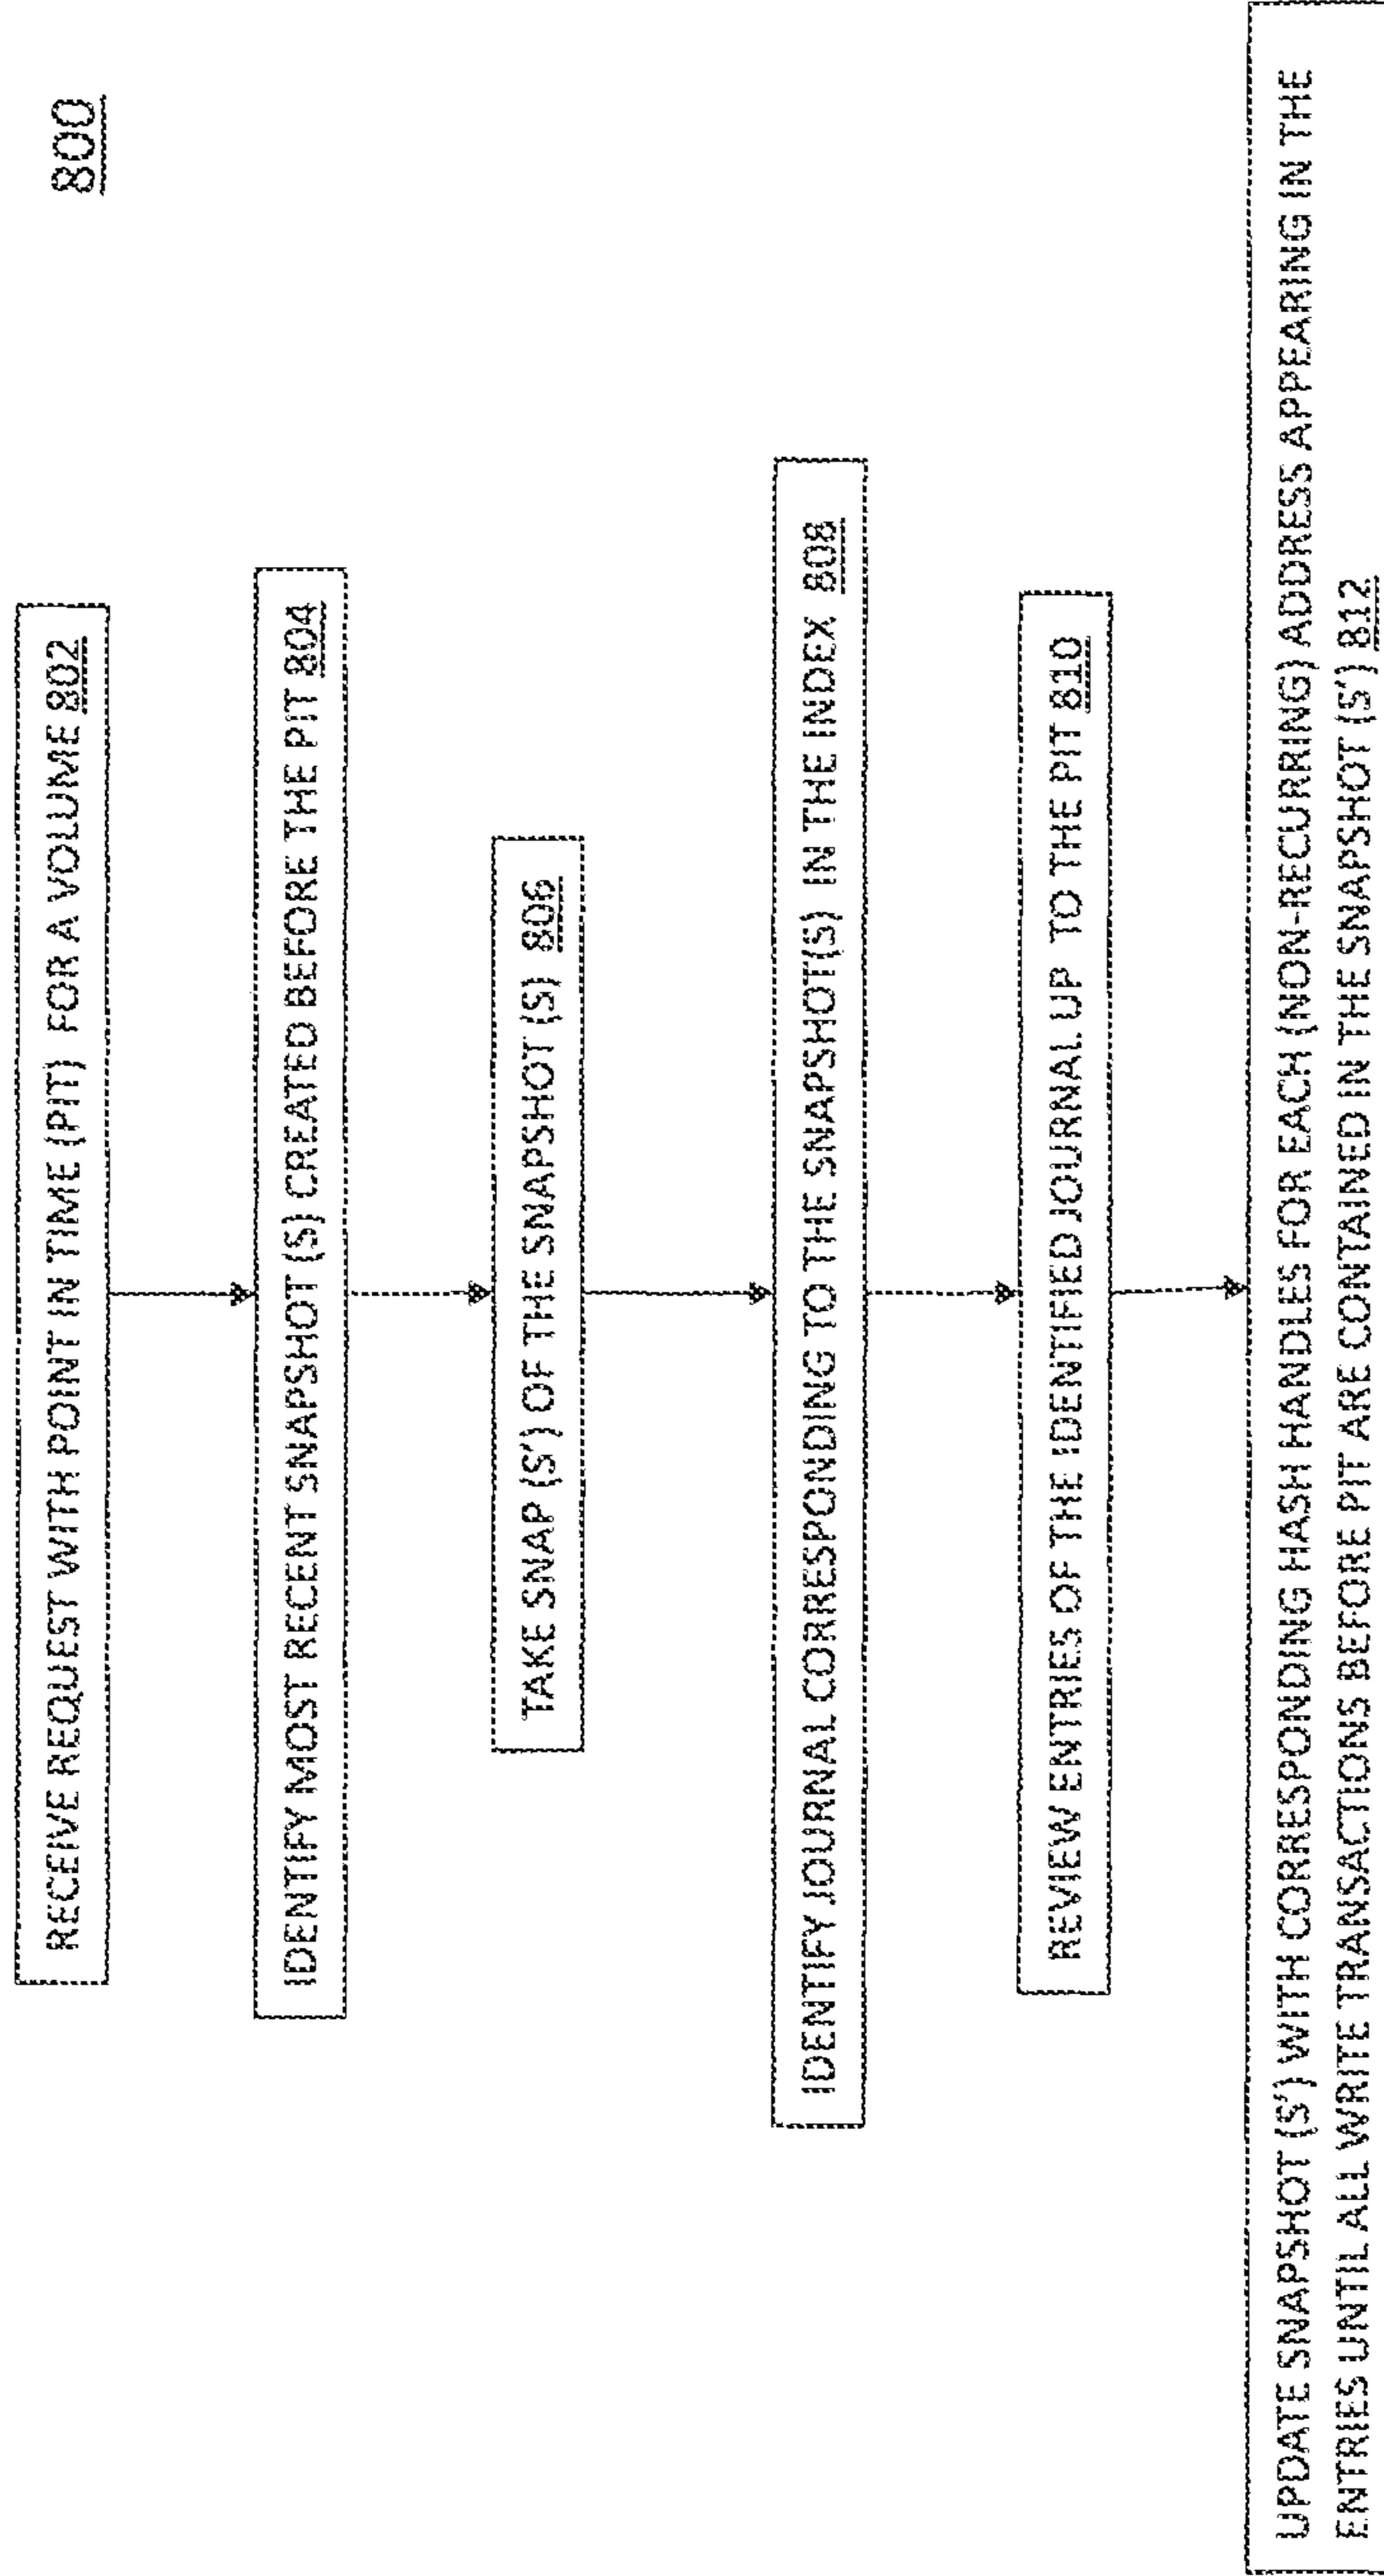 800
RECEIVE REQUEST WITH POINT IN TIME (PIT) FOR A VOLUME 802
IDENTIFY MOST RECENT SNAPSHOT (S) CREATED BEFORE THE PIT 804
TAKE SNAP (S') OF THE SNAPSHOT (S) 806
IDENTIFY JOURNAL CORRESPONDING TO THE SNAPSHOT(S) IN THE INDEX 808
REVIEW ENTRIES OF THE IDENTIFIED JOURNAL UP TO THE PIT 810
UPDATE SNAPSHOT (S') WITH CORRESPONDING HASH HANDLES FOR EACH (NON-RECURRING) ADDRESS APPEARING IN THE
ENTRIES UNTIL ALL WRITE TRANSACTIONS BEFORE PIT ARE CONTAINED IN THE SNAPSHOT (S') 812